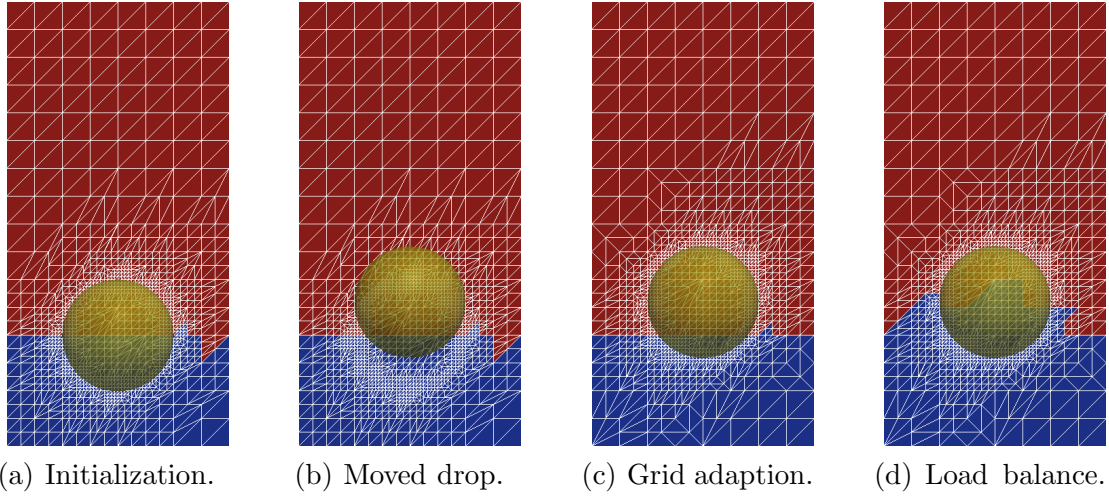 (a) Initialization.
(b) Moved drop.
(c) Grid adaption.
(d) Load balance.